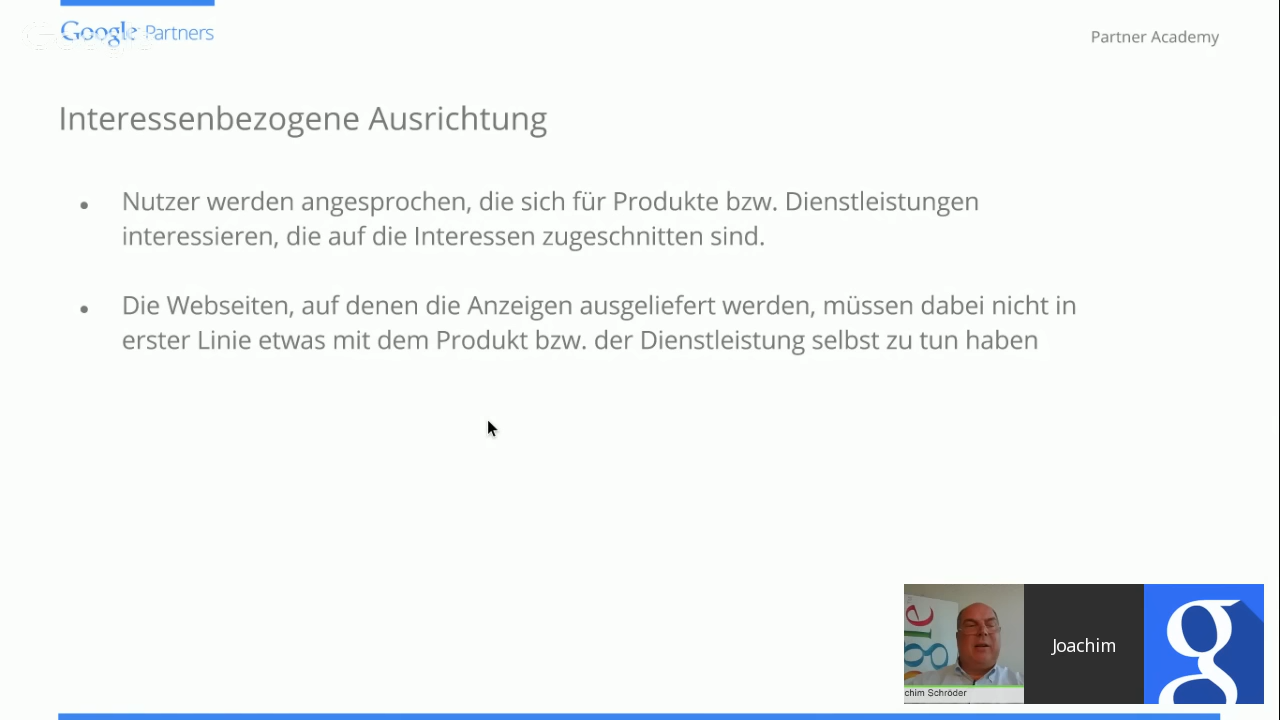 Google Partners
Partner Academy
Interessenbezogene Ausrichtung
• Nutzer werden angesprochen, die sich für Produkte bzw. Dienstleistungen
interessieren, die auf die Interessen zugeschnitten sind.
• Die Webseiten, auf denen die Anzeigen ausgeliefert werden, müssen dabei nicht in
erster Linie etwas mit dem Produkt bzw. der Dienstleistung selbst zu tun haben
gle
chim Schröder
Joachim
g